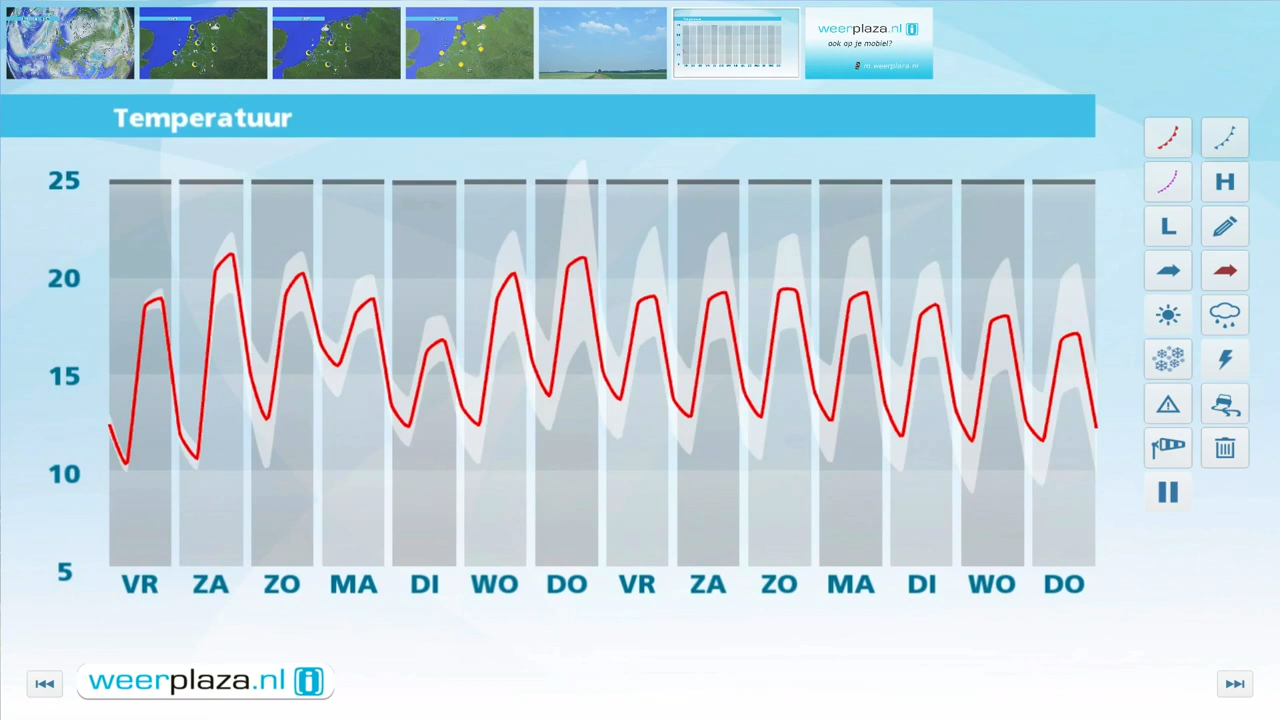 weerplaza.nl i
ook op je mobiel?
m.weerplaza.nl
Temperatuur
25
20
15
10
5
VR ZA ZO MA DI WO DO VR ZA ZO MA DI WO DO
H
L
weerplaza.nl i